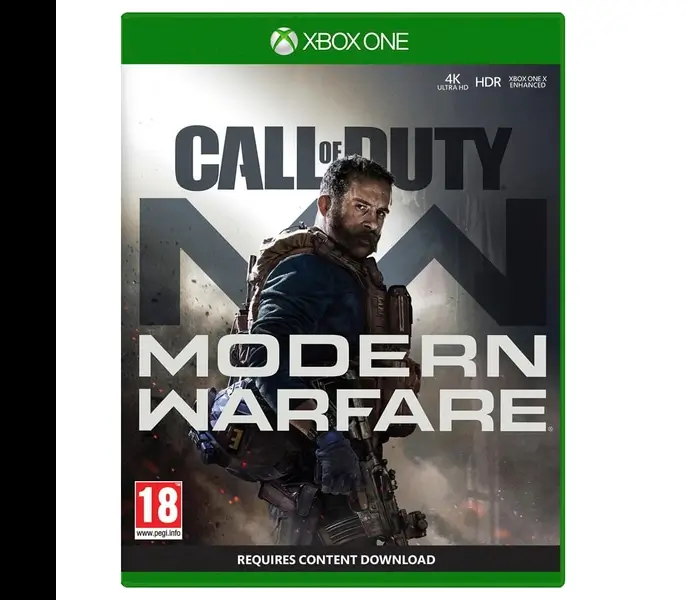 XBOX ONE
4K
ULTRA HD
HDR
XBOX ONE X
ENHANCED
CALL OF DUTY
MW
MODERN
WARFARE
18
www.pegi.info
REQUIRES CONTENT DOWNLOAD